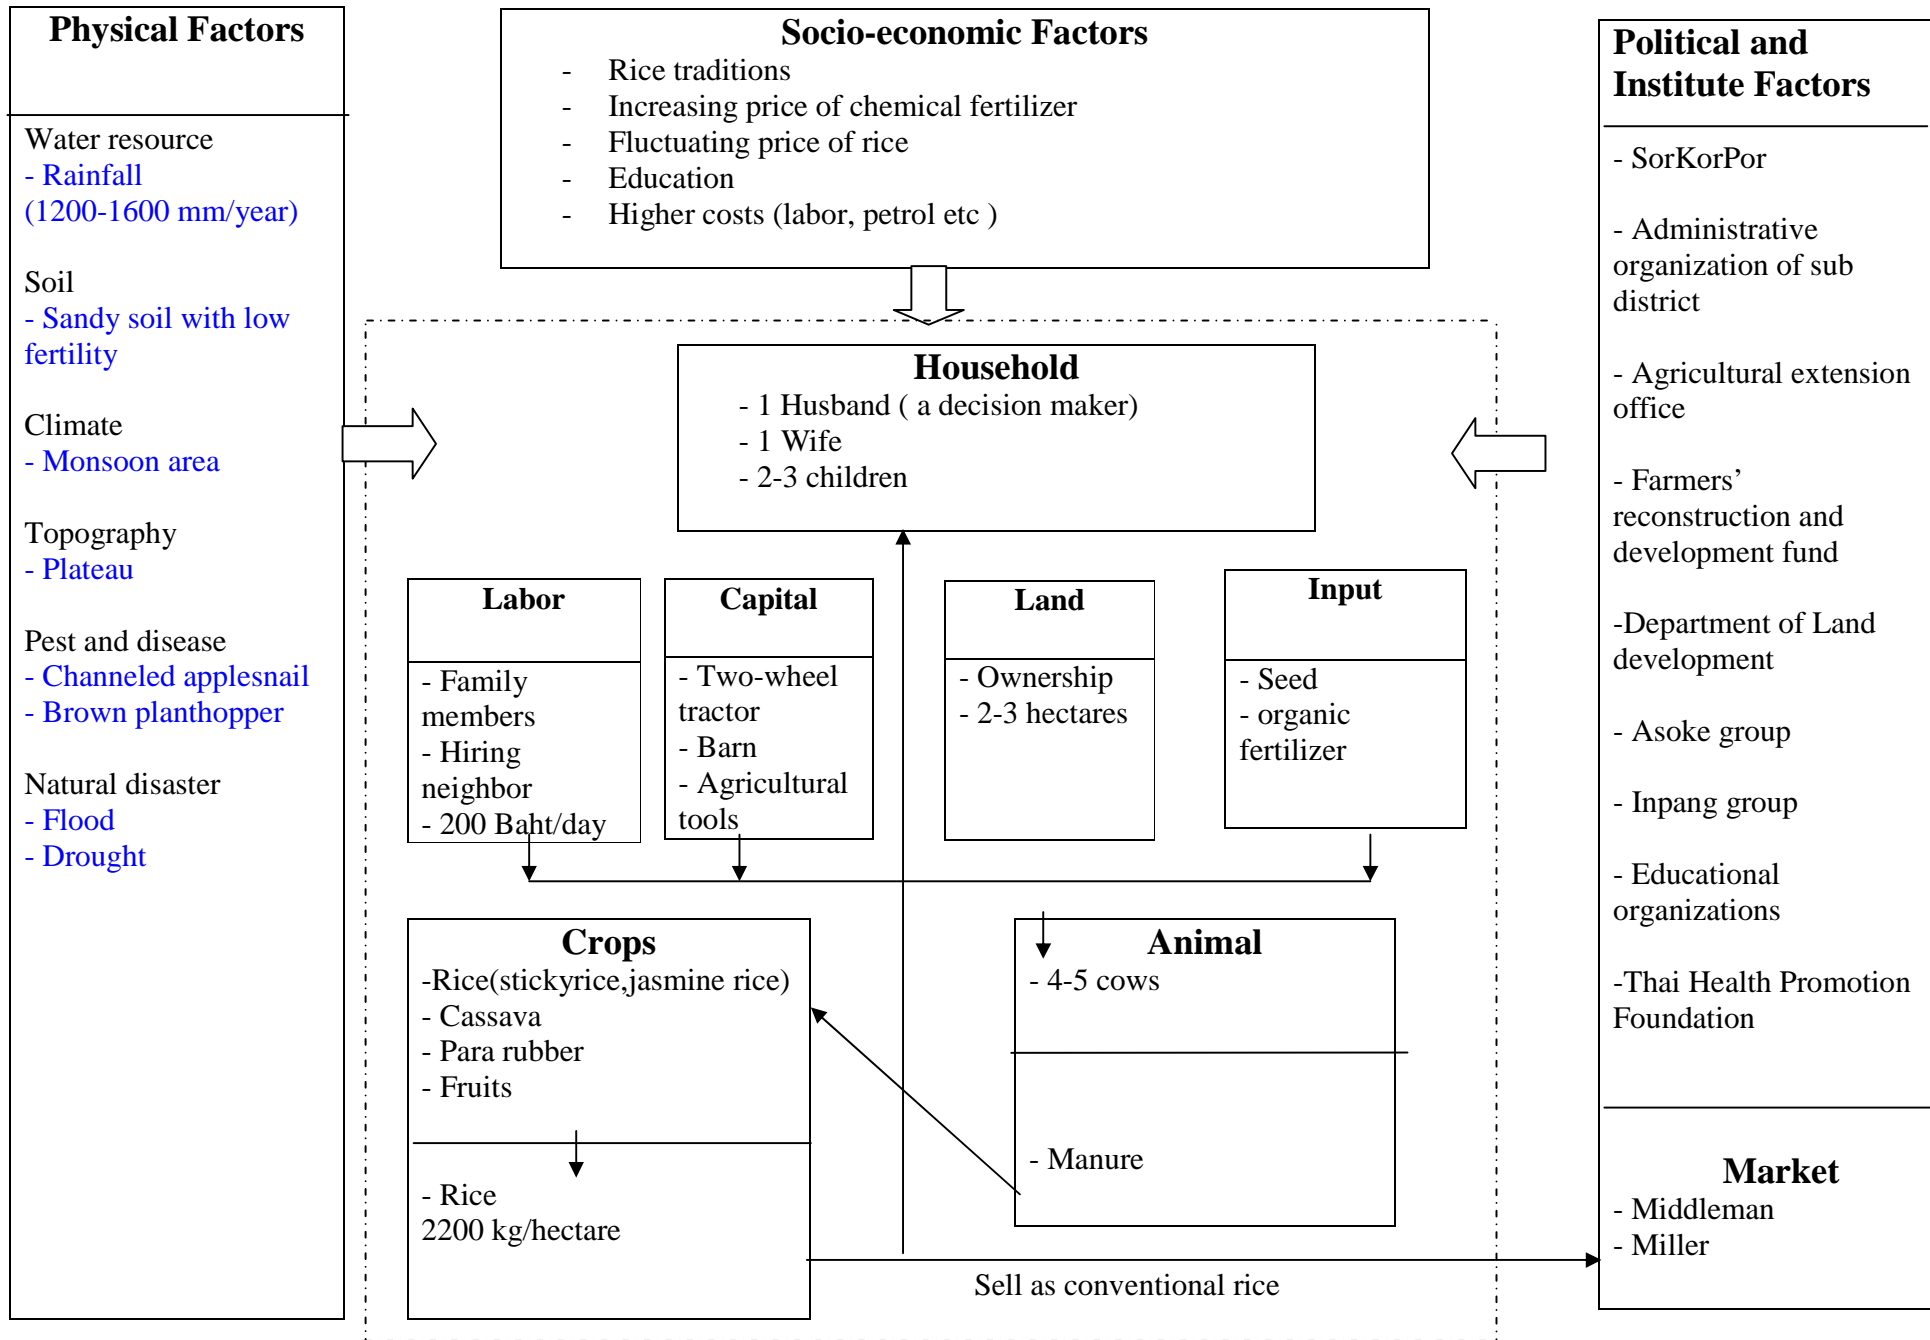 Physical Factors
Water resource
- Rainfall
(1200-1600 mm/year)
Soil
- Sandy soil with low
fertility
Climate
- Monsoon area
Topography
- Plateau
Pest and disease
- Channeled applesnail
- Brown planthopper
Natural disaster
- Flood
- Drought
Socio-economic Factors
- Rice traditions
- Increasing price of chemical fertilizer
- Fluctuating price of rice
- Education
- Higher costs (labor, petrol etc )
Household
- 1 Husband ( a decision maker)
- 1 Wife
- 2-3 children
Labor
- Family
members
- Hiring
neighbor
- 200 Baht/day
Capital
- Two-wheel
tractor
- Barn
- Agricultural
tools
Land
- Ownership
- 2-3 hectares
Input
- Seed
- organic
fertilizer
Crops
-Rice(stickyrice,jasmine rice)
- Cassava
- Para rubber
- Fruits
- Rice
2200 kg/hectare
Animal
- 4-5 cows
- Manure
Sell as conventional rice
Political and
Institute Factors
- SorKorPor
- Administrative
organization of sub
district
- Agricultural extension
office
- Farmers’
reconstruction and
development fund
-Department of Land
development
- Asoke group
- Inpang group
- Educational
organizations
-Thai Health Promotion
Foundation
Market
- Middleman
- Miller